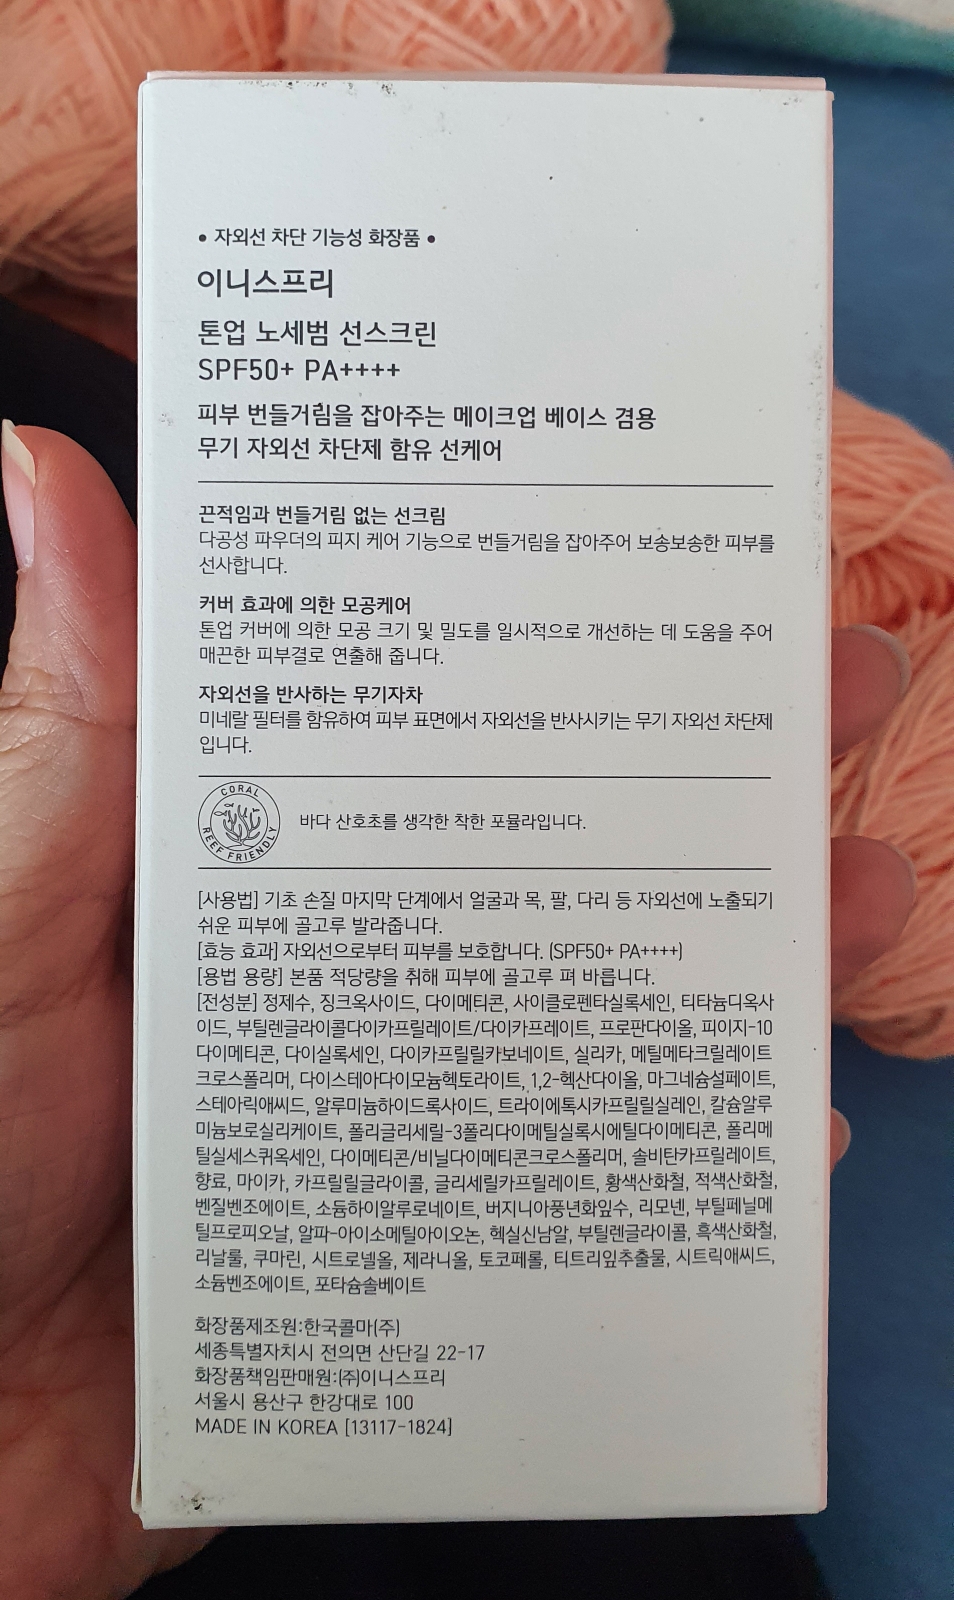 • 자외선 차단 기능성 화장품 •
이니스프리
톤업 노세범 선스크린
SPF50+ PA++++
피부 번들거림을 잡아주는 메이크업 베이스 겸용
무기 자외선 차단제 함유 선케어
끈적임과 번들거림 없는 선크림
다공성 파우더의 피지 케어 기능으로 번들거림을 잡아주어 보송보송한 피부를
선사합니다.
커버 효과에 의한 모공케어
톤업 커버에 의한 모공 크기 및 밀도를 일시적으로 개선하는 데 도움을 주어
매끈한 피부결로 연출해 줍니다.
자외선을 반사하는 무기자차
미네랄 필터를 함유하여 피부 표면에서 자외선을 반사시키는 무기 자외선 차단제
입니다.
CORAL REEF FRIENDLY
바다 산호초를 생각한 착한 포뮬라입니다.
[사용법] 기초 손질 마지막 단계에서 얼굴과 목, 팔, 다리 등 자외선에 노출되기
쉬운 피부에 골고루 발라줍니다.
[효능 효과] 자외선으로부터 피부를 보호합니다. (SPF50+ PA++++)
[용법 용량] 본품 적당량을 취해 피부에 골고루 펴 바릅니다.
[전성분] 정제수, 징크옥사이드, 다이메티콘, 사이클로펜타실록세인, 티타늄디옥사
이드, 부틸렌글라이콜다이카프릴레이트/다이카프레이트, 프로판다이올, 피이지-10
다이메티콘, 다이실록세인, 다이카프릴릴카보네이트, 실리카, 메틸메타크릴레이트
크로스폴리머, 다이스테아다이모늄헥토라이트, 1,2-헥산다이올, 마그네슘설페이트,
스테아릭애씨드, 알루미늄하이드록사이드, 트라이에톡시카프릴릴실레인, 칼슘알루
미늄보로실리케이트, 폴리글리세릴-3폴리다이메틸실록시에틸다이메티콘, 폴리메
틸실세스퀴옥세인, 다이메티콘/비닐다이메티콘크로스폴리머, 솔비탄카프릴레이트,
향료, 마이카, 카프릴릴글라이콜, 글리세릴카프릴레이트, 황색산화철, 적색산화철,
벤질벤조에이트, 소듐하이알루로네이트, 버지니아풍년화잎수, 리모넨, 부틸페닐메
틸프로피오날, 알파-아이소메틸아이오논, 헥실신남알, 부틸렌글라이콜, 흑색산화철,
리날룰, 쿠마린, 시트로넬올, 제라니올, 토코페롤, 티트리잎추출물, 시트릭애씨드,
소듐벤조에이트, 포타슘솔베이트
화장품제조원:한국콜마(주)
세종특별자치시 전의면 산단길 22-17
화장품책임판매원:(주)이니스프리
서울시 용산구 한강대로 100
MADE IN KOREA [13117-1824]